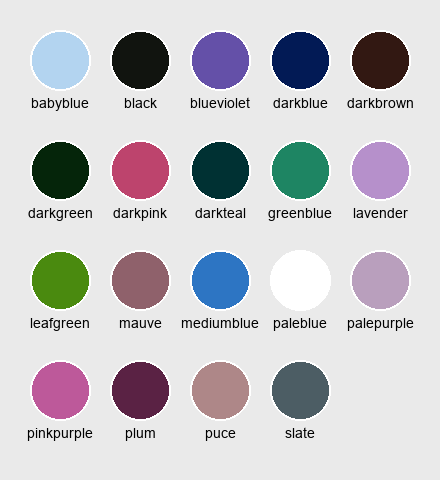 babyblue black blueviolet darkblue darkbrown
darkgreen darkpink darkteal greenblue lavender
leafgreen mauve mediumblue paleblue palepurple
pinkpurple plum puce slate